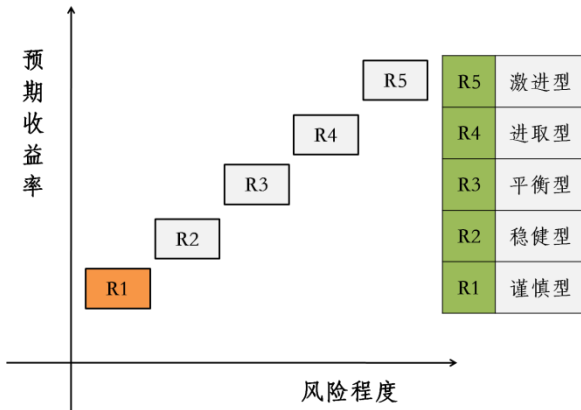 预期收益率
R5
R4
R3
R2
R1
风险程度
R5 激进型
R4 进取型
R3 平衡型
R2 稳健型
R1 谨慎型